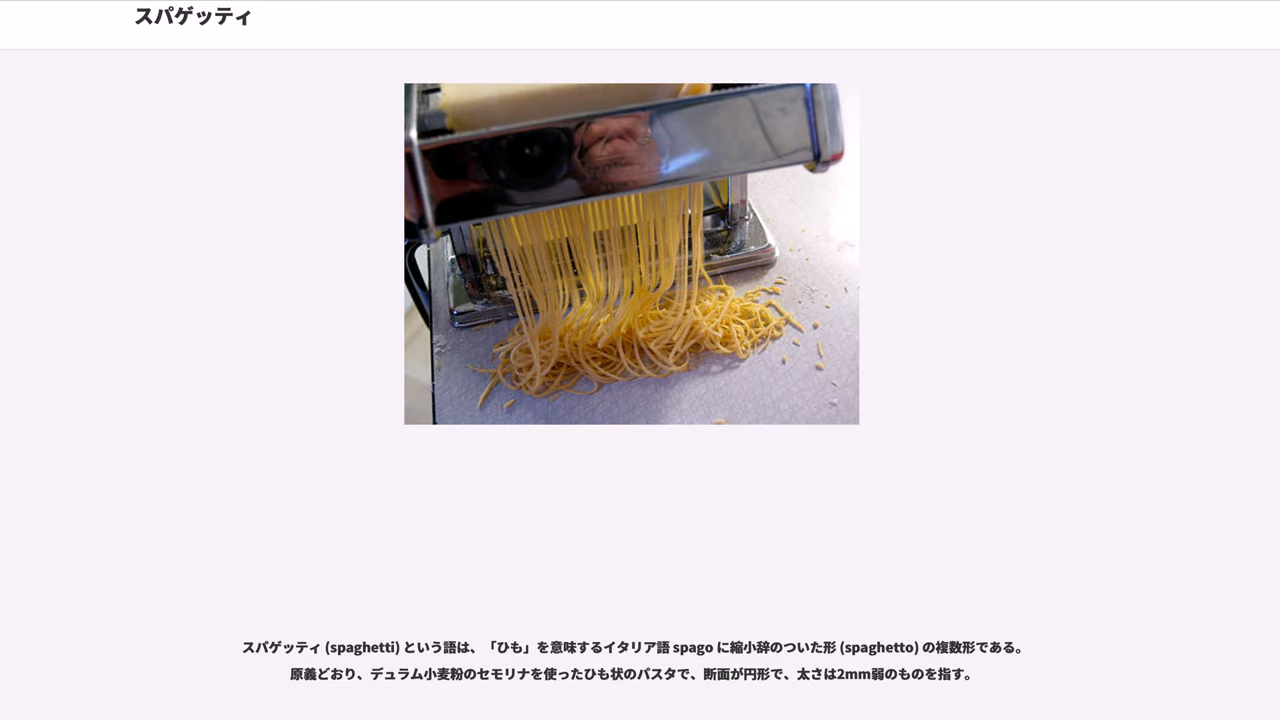 スパゲッティ
スパゲッティ (spaghetti) という語は、「ひも」を意味するイタリア語 spago に縮小辞のついた形 (spaghetto) の複数形である。
原義どおり、デュラム小麦粉のセモリナを使ったひも状のパスタで、断面が円形で、太さは2mm弱のものを指す。